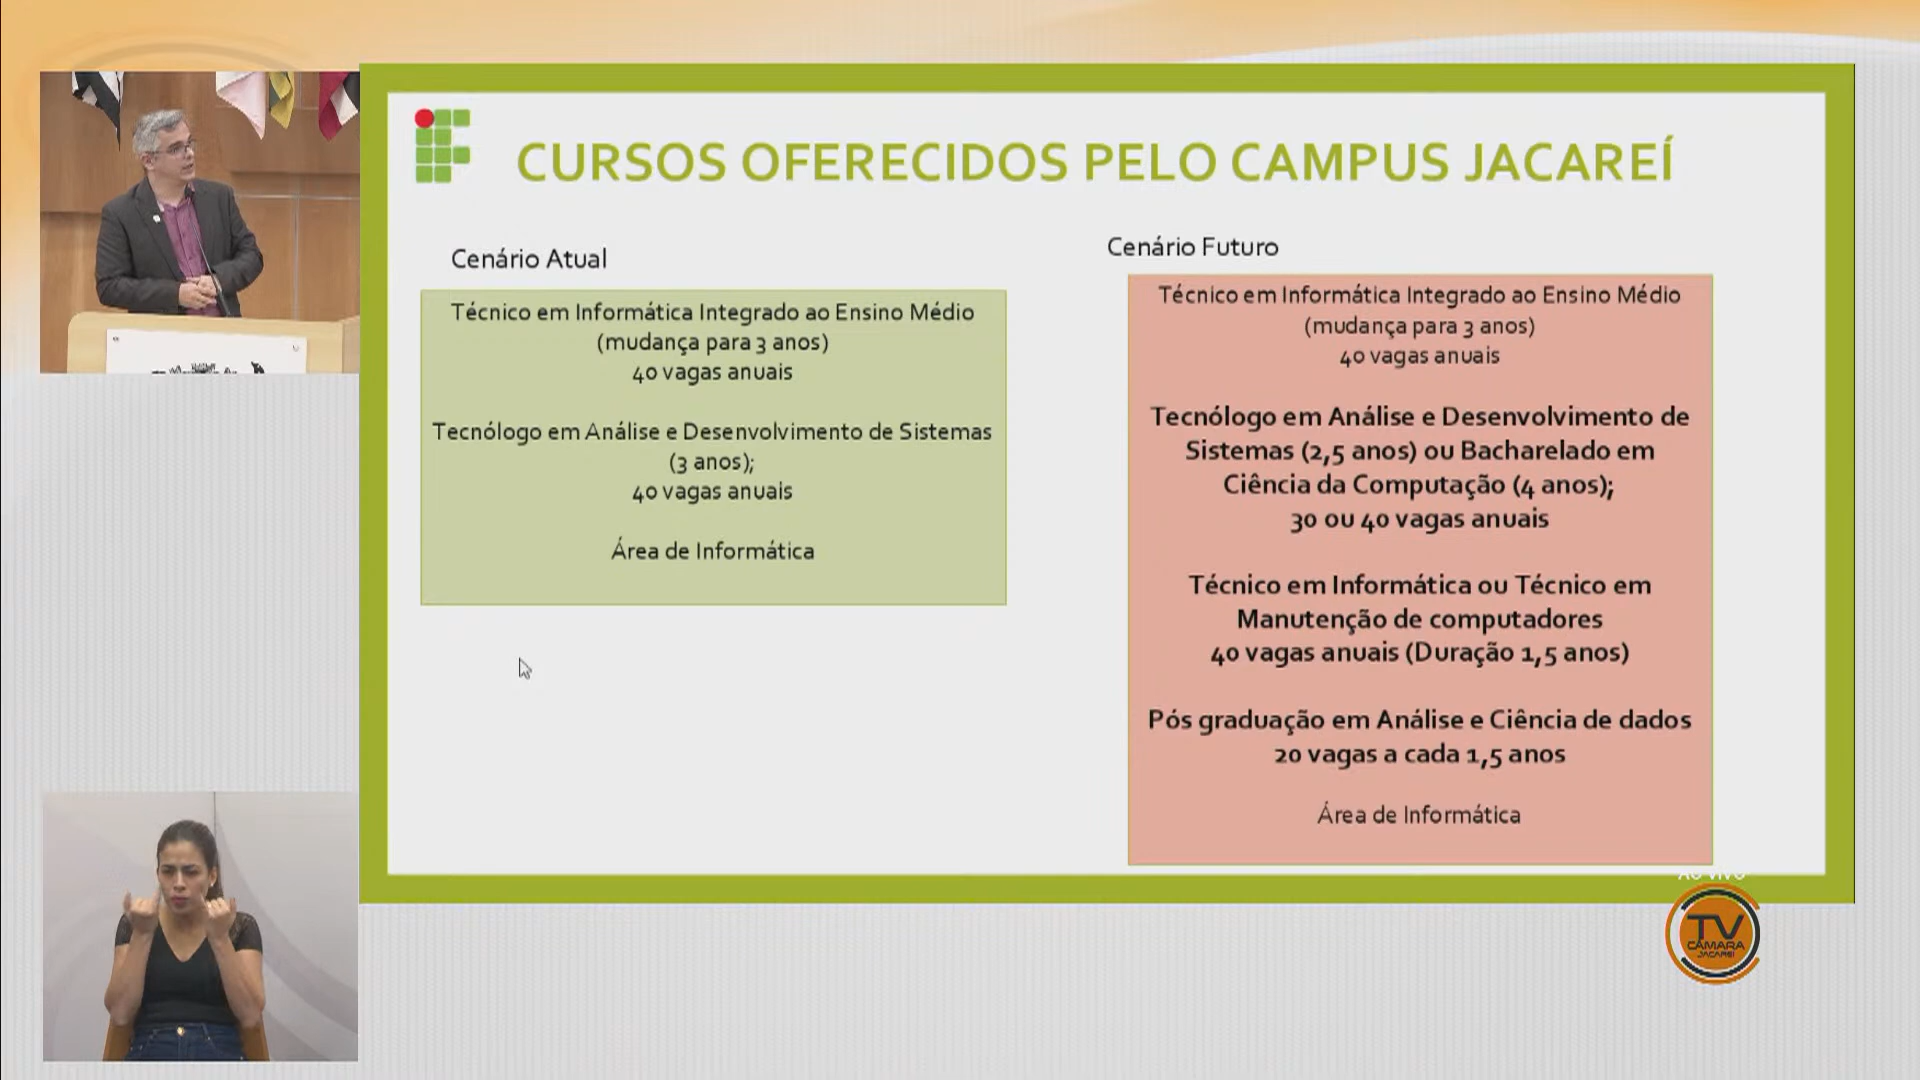 CURSOS OFERECIDOS PELO CAMPUS JACAREÍ
Cenário Atual
Técnico em Informática Integrado ao Ensino Médio
(mudança para 3 anos)
40 vagas anuais
Tecnólogo em Análise e Desenvolvimento de Sistemas
(3 anos);
40 vagas anuais
Área de Informática
Cenário Futuro
Técnico em Informática Integrado ao Ensino Médio
(mudança para 3 anos)
40 vagas anuais
Tecnólogo em Análise e Desenvolvimento de
Sistemas (2,5 anos) ou Bacharelado em
Ciência da Computação (4 anos);
30 ou 40 vagas anuais
Técnico em Informática ou Técnico em
Manutenção de computadores
40 vagas anuais (Duração 1,5 anos)
Pós graduação em Análise e Ciência de dados
20 vagas a cada 1,5 anos
Área de Informática
AO VIVO
TV
CÂMARA
JACAREÍ